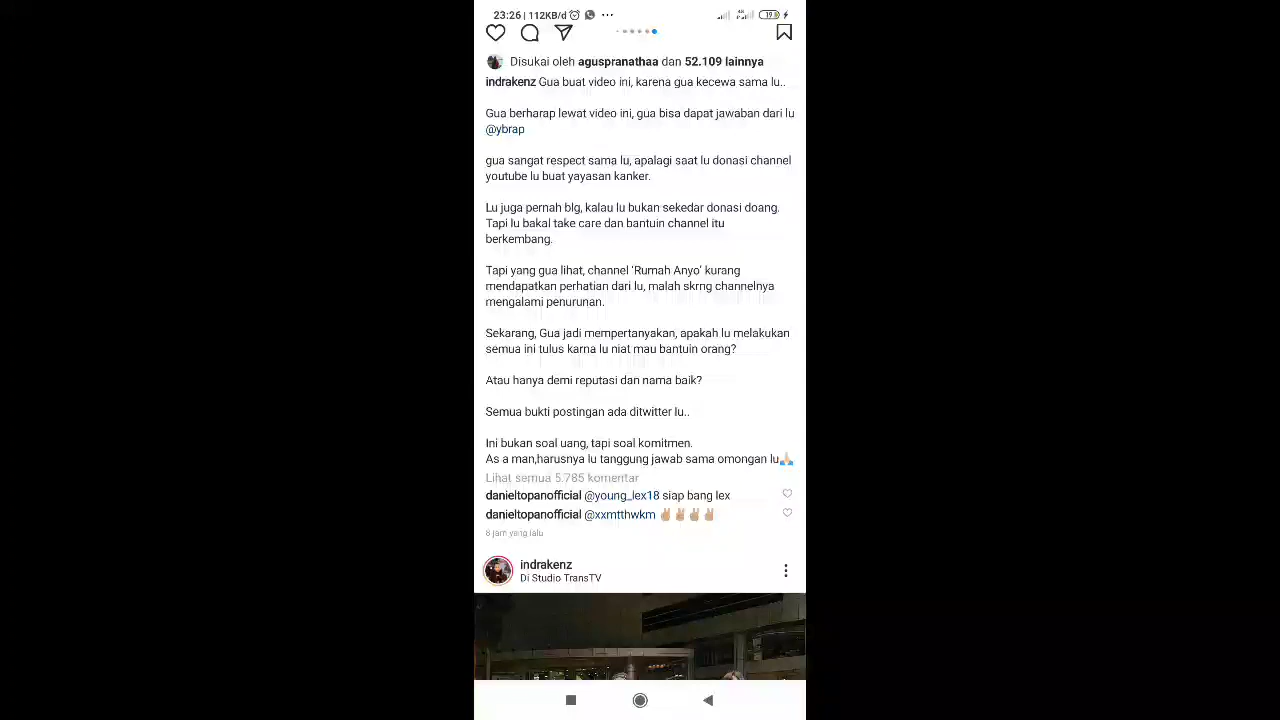 23:26 | 112KB/d
19
Disukai oleh aguspranathaa dan 52.109 lainnya
indrakenz Gua buat video ini, karena gua kecewa sama lu..
Gua berharap lewat video ini, gua bisa dapat jawaban dari lu
@ybrap
gua sangat respect sama lu, apalagi saat lu donasi channel
youtube lu buat yayasan kanker.
Lu juga pernah blg, kalau lu bukan sekedar donasi doang.
Tapi lu bakal take care dan bantuin channel itu
berkembang.
Tapi yang gua lihat, channel 'Rumah Anyo' kurang
mendapatkan perhatian dari lu, malah skrng channelnya
mengalami penurunan.
Sekarang, Gua jadi mempertanyakan, apakah lu melakukan
semua ini tulus karna lu niat mau bantuin orang?
Atau hanya demi reputasi dan nama baik?
Semua bukti postingan ada ditwitter lu..
Ini bukan soal uang, tapi soal komitmen.
As a man,harusnya lu tanggung jawab sama omongan lu🙏🏻
Lihat semua 5.785 komentar
danieltopanofficial @young_lex18 siap bang lex
danieltopanofficial @xxmtthwkm ✌🏼✌🏼✌🏼✌🏼
8 jam yang lalu
indrakenz
Di Studio TransTV